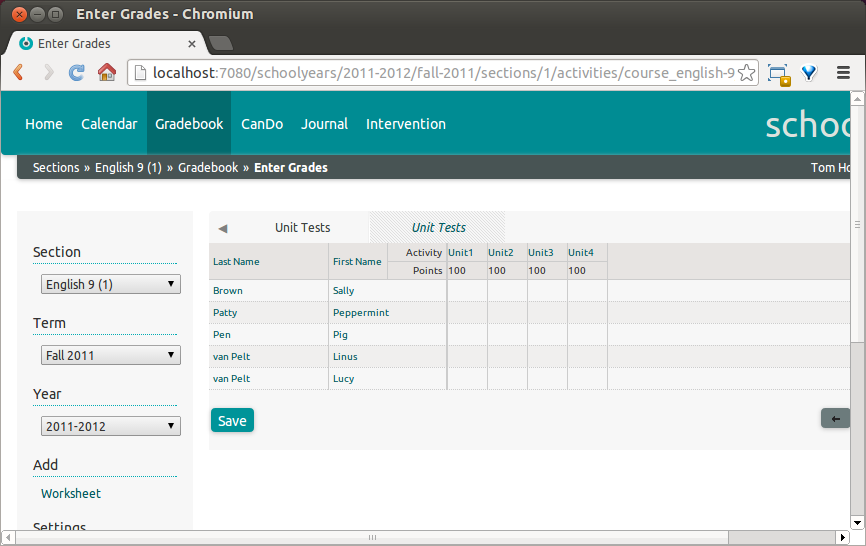 Enter Grades - Chromium
Enter Grades
localhost:7080/schoolyears/2011-2012/fall-2011/sections/1/activities/course_english-9
Home Calendar Gradebook CanDo Journal Intervention schoo
Sections » English 9 (1) » Gradebook » Enter Grades Tom Ho
Section
English 9 (1)
Term
Fall 2011
Year
2011-2012
Add
Worksheet
Settings
Unit Tests Unit Tests
Last Name First Name Activity Unit1 Unit2 Unit3 Unit4
Points 100 100 100 100
Brown Sally
Patty Peppermint
Pen Pig
van Pelt Linus
van Pelt Lucy
Save